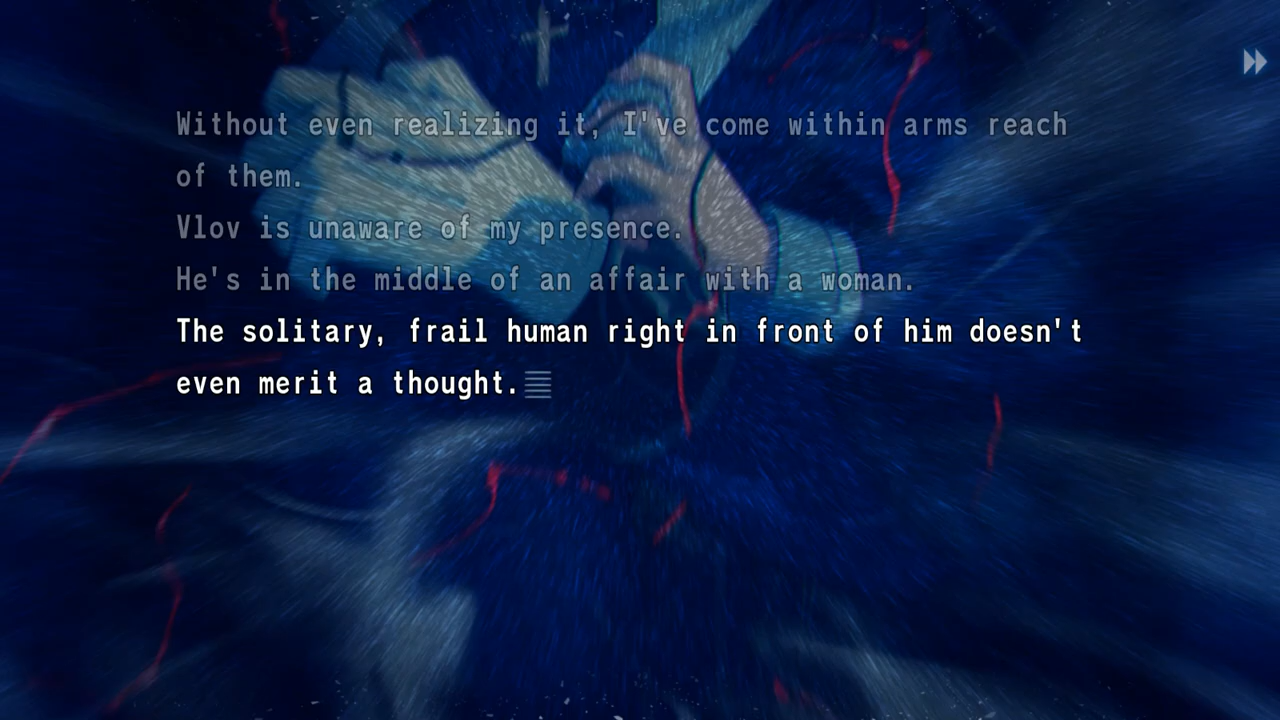 Without even realizing it, I've come within arms reach
of them.
Vlov is unaware of my presence.
He's in the middle of an affair with a woman.
The solitary, frail human right in front of him doesn't
even merit a thought.